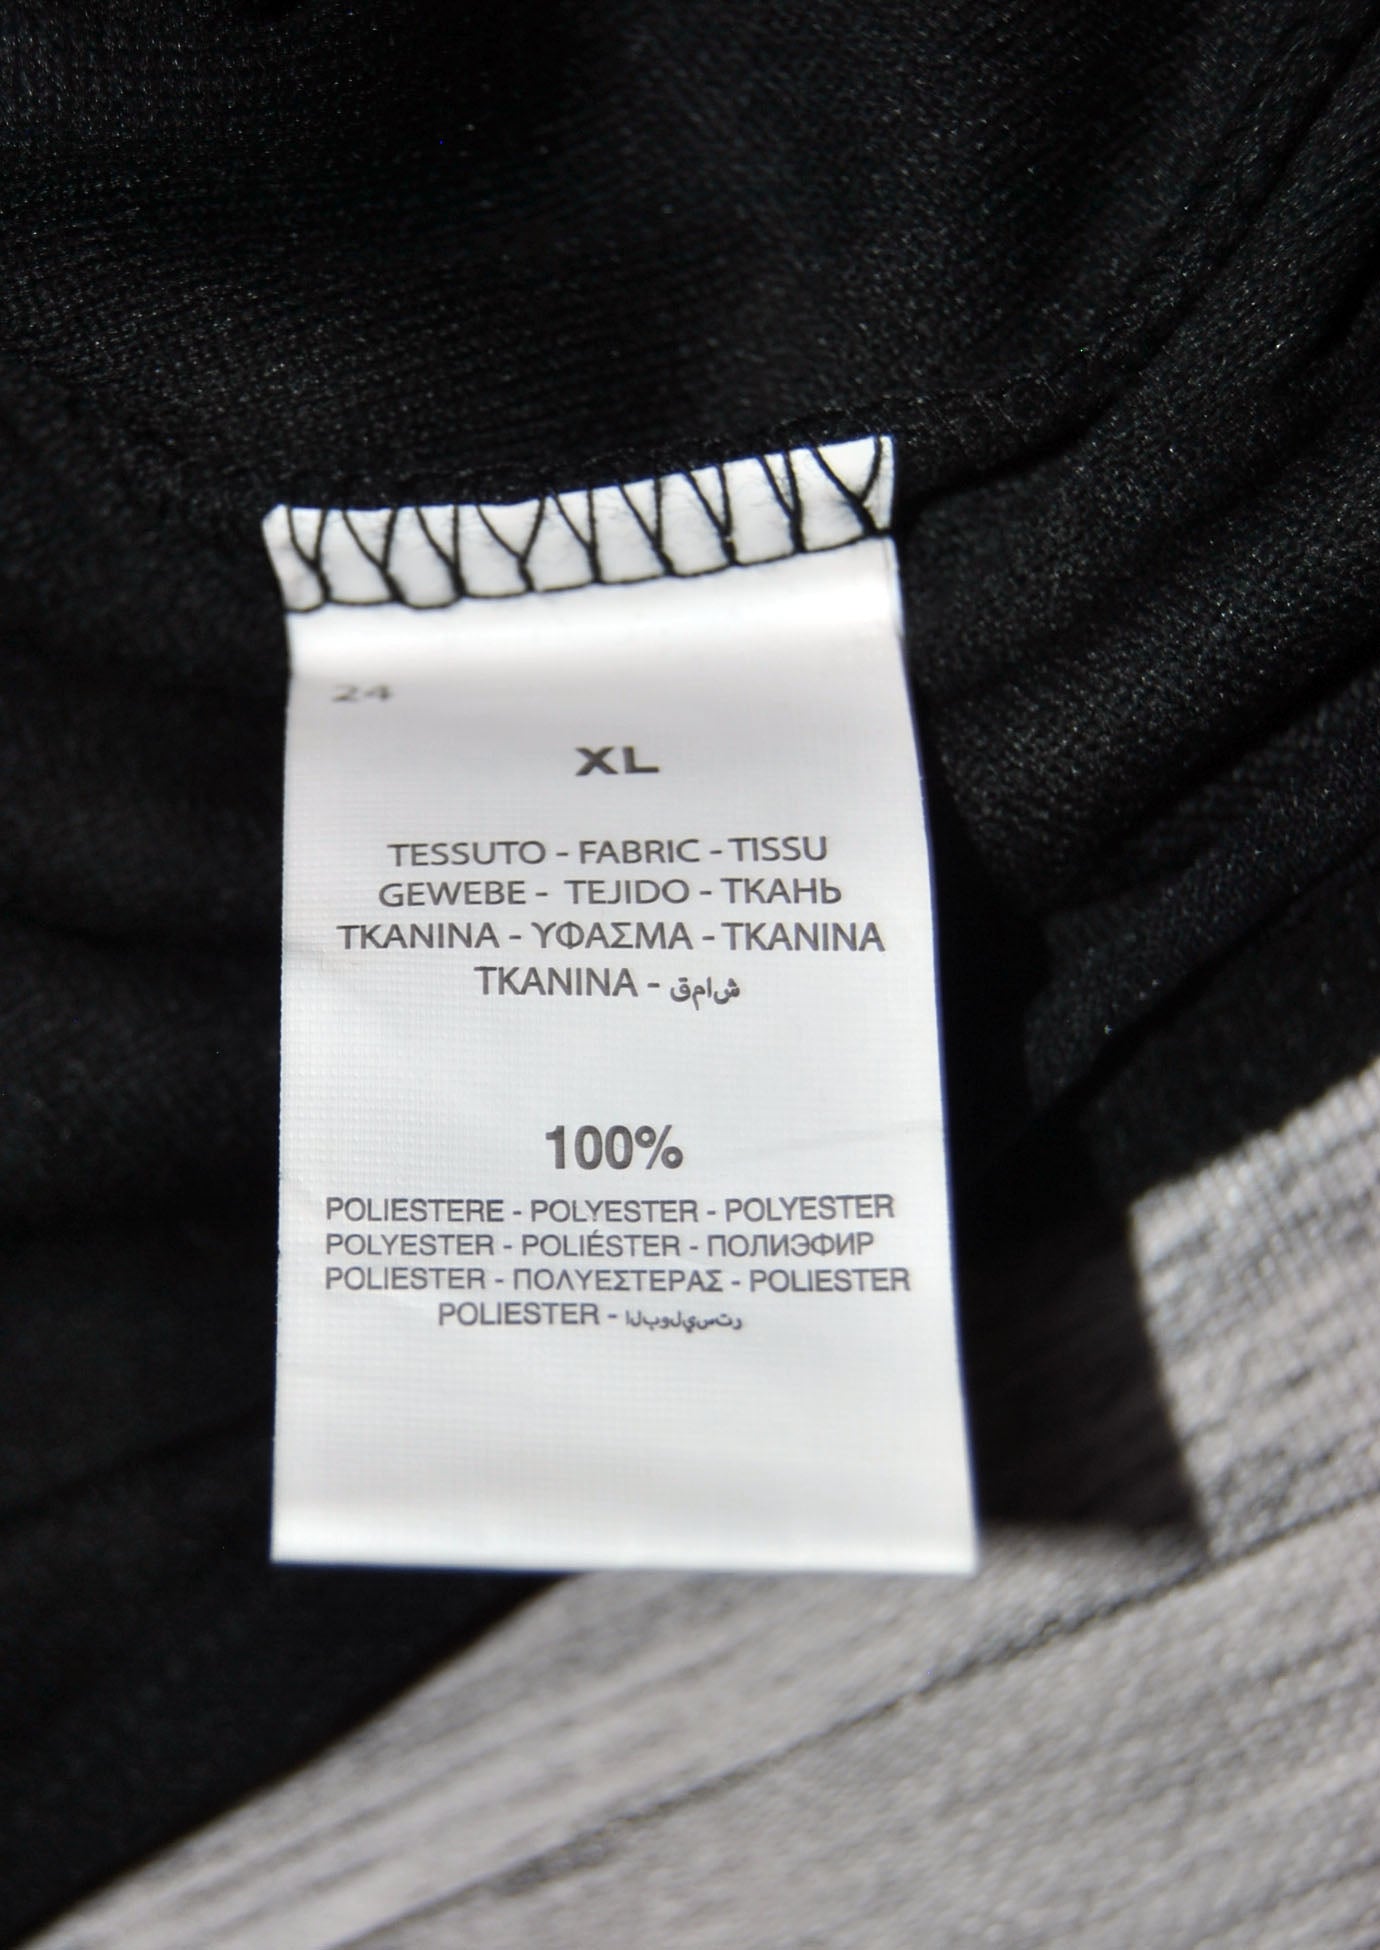 24
XL
TESSUTO - FABRIC - TISSU
GEWEBE - TEJIDO - ТКАНЬ
TKANINA - ΥΦΑΣΜΑ - TKANINA
TKANINA - قماش
100%
POLIESTERE - POLYESTER - POLYESTER
POLYESTER - POLIÉSTER - ПОЛИЭФИР
POLIESTER - ΠΟΛΥΕΣΤΕΡΑΣ - POLIESTER
POLIESTER - البوليستر